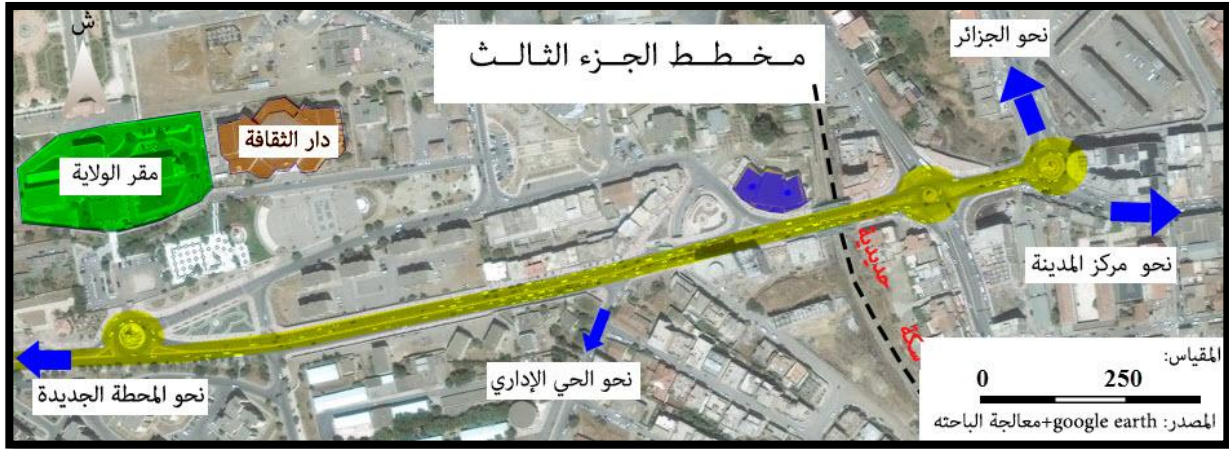 ش
مـخـطـط الجـزء الثـالـث
نحو الجزائر
دار الثقافة
مقر الولاية
نحو مركز المدينة
حديدية
سكة
نحو الحي الإداري
نحو المحطة الجديدة
المقياس:
0 250
المصدر: google earth+معالجة الباحثه